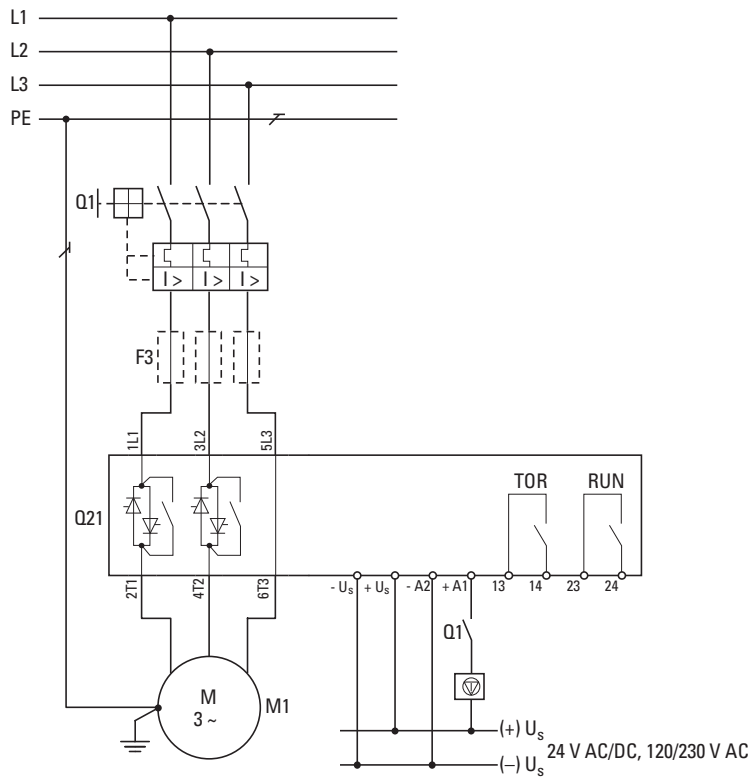 L1
L2
L3
PE
Q1
I > I > I >
F3
1L1 3L2 5L3
TOR RUN
Q21
2T1 4T2 6T3
- Us + Us - A2 + A1 13 14 23 24
Q1
M
3 ~
M1
(+) Us
(–) Us
24 V AC/DC, 120/230 V AC